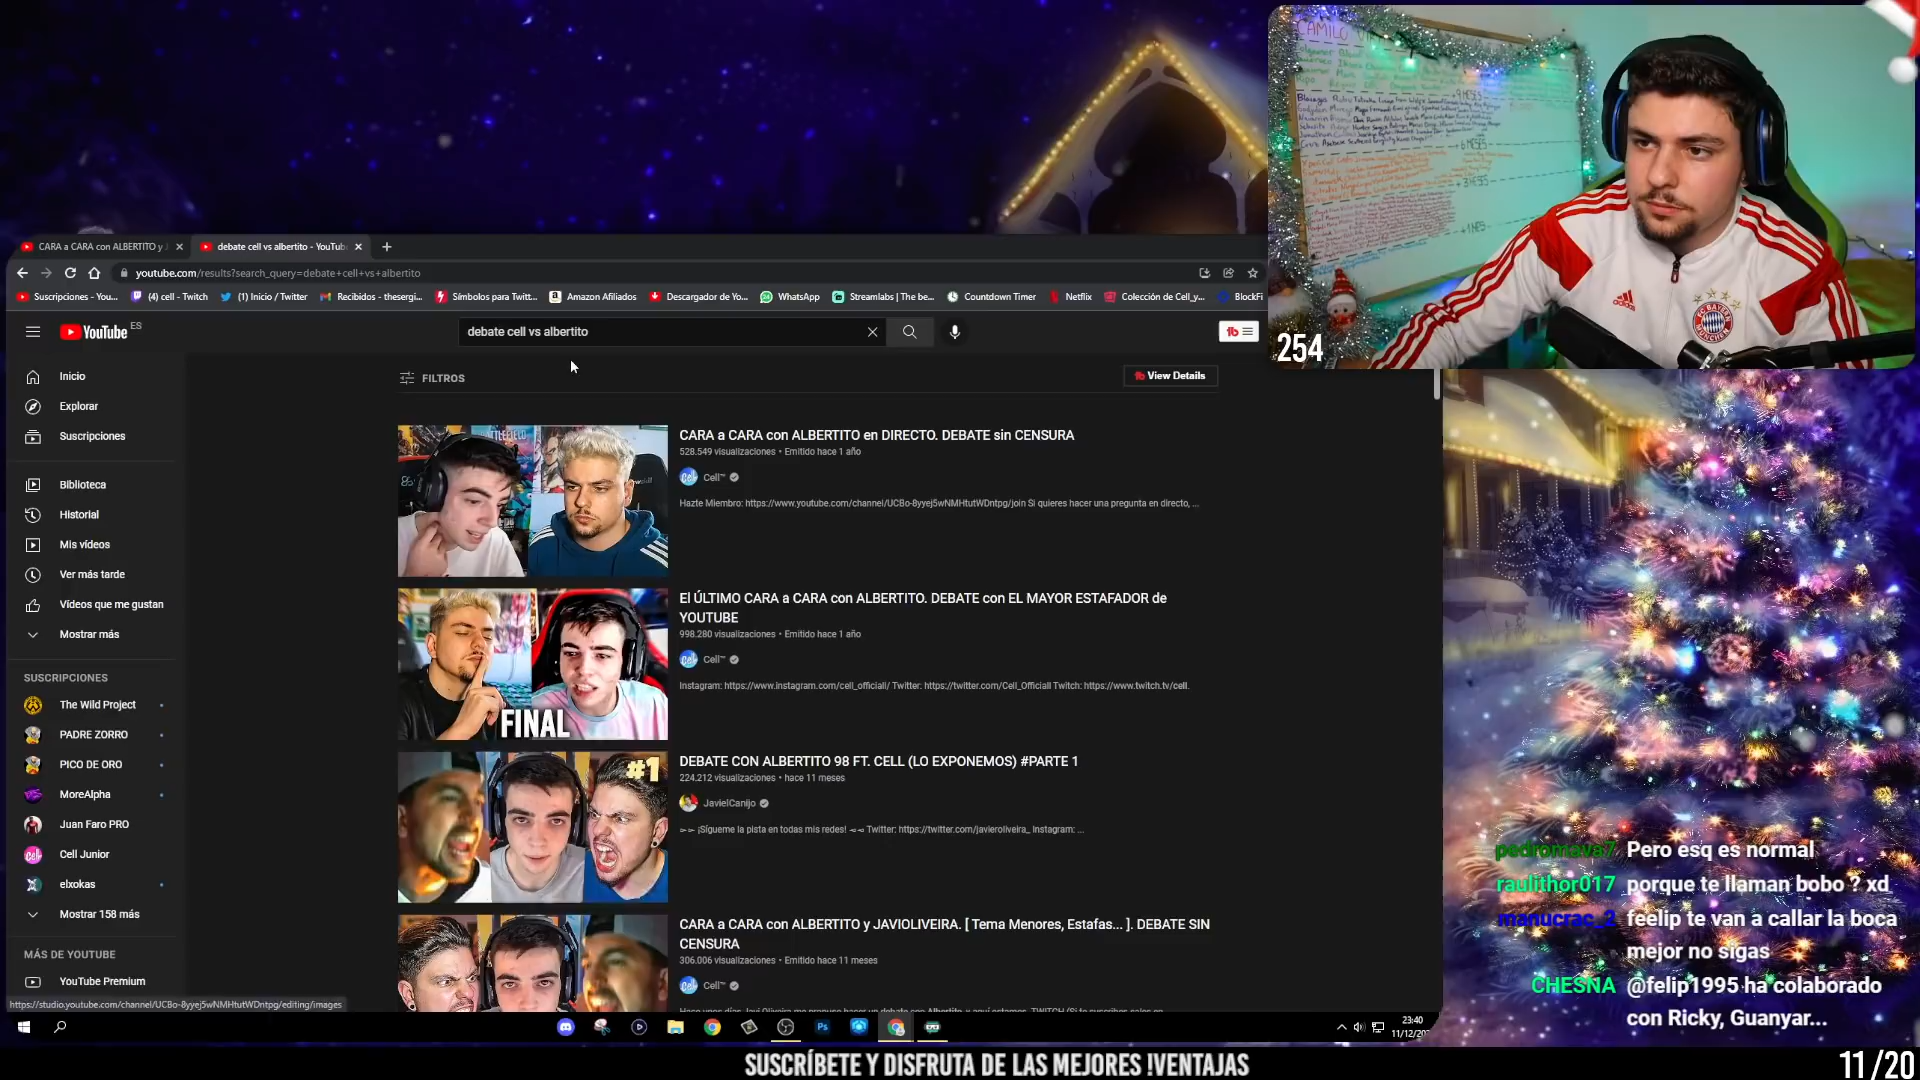 CARA a CARA con ALBERTITO y J
debate cell vs albertito - YouTub
youtube.com/results?search_query=debate+cell+vs+albertito
Suscripciones - You... (4) cell - Twitch (1) Inicio / Twitter Recibidos - thesergi... Símbolos para Twitt... Amazon Afiliados Descargador de Yo... WhatsApp Streamlabs | The be... Countdown Timer Netflix Colección de Cell_y... BlockFi
YouTube ES
debate cell vs albertito
tb
Inicio
Explorar
Suscripciones
Biblioteca
Historial
Mis vídeos
Ver más tarde
Vídeos que me gustan
Mostrar más
SUSCRIPCIONES
The Wild Project
PADRE ZORRO
PICO DE ORO
MoreAlpha
Juan Faro PRO
Cell Junior
elxokas
Mostrar 158 más
MÁS DE YOUTUBE
YouTube Premium
https://studio.youtube.com/channel/UCBo-8yyej5wNMHtutWDntpg/editing/images
FILTROS
View Details
CARA a CARA con ALBERTITO en DIRECTO. DEBATE sin CENSURA
528.549 visualizaciones • Emitido hace 1 año
Cell™
Hazte Miembro: https://www.youtube.com/channel/UCBo-8yyej5wNMHtutWDntpg/join Si quieres hacer una pregunta en directo, ...
FINAL
El ÚLTIMO CARA a CARA con ALBERTITO. DEBATE con EL MAYOR ESTAFADOR de
YOUTUBE
998.280 visualizaciones • Emitido hace 1 año
Cell™
Instagram: https://www.instagram.com/cell_officiall/ Twitter: https://twitter.com/Cell_Officiall Twitch: https://www.twitch.tv/cell.
#1
DEBATE CON ALBERTITO 98 FT. CELL (LO EXPONEMOS) #PARTE 1
224.212 visualizaciones • hace 11 meses
JavielCanijo
►► ¡Sígueme la pista en todas mis redes! ◄◄ Twitter: https://twitter.com/javieroliveira_ Instagram: ...
CARA a CARA con ALBERTITO y JAVIOLIVEIRA. [ Tema Menores, Estafas... ]. DEBATE SIN
CENSURA
306.006 visualizaciones • Emitido hace 11 meses
Cell™
23:40
CAMILO
+ 9 MESES
+ 6 MESES
254
pedromava7 Pero esq es normal
raulithor017 porque te llaman bobo ? xd
manucrac_2 feelip te van a callar la boca
mejor no sigas
CHESNA @felip1995 ha colaborado
con Ricky, Guanyar...
SUSCRÍBETE Y DISFRUTA DE LAS MEJORES !VENTAJAS
11/20